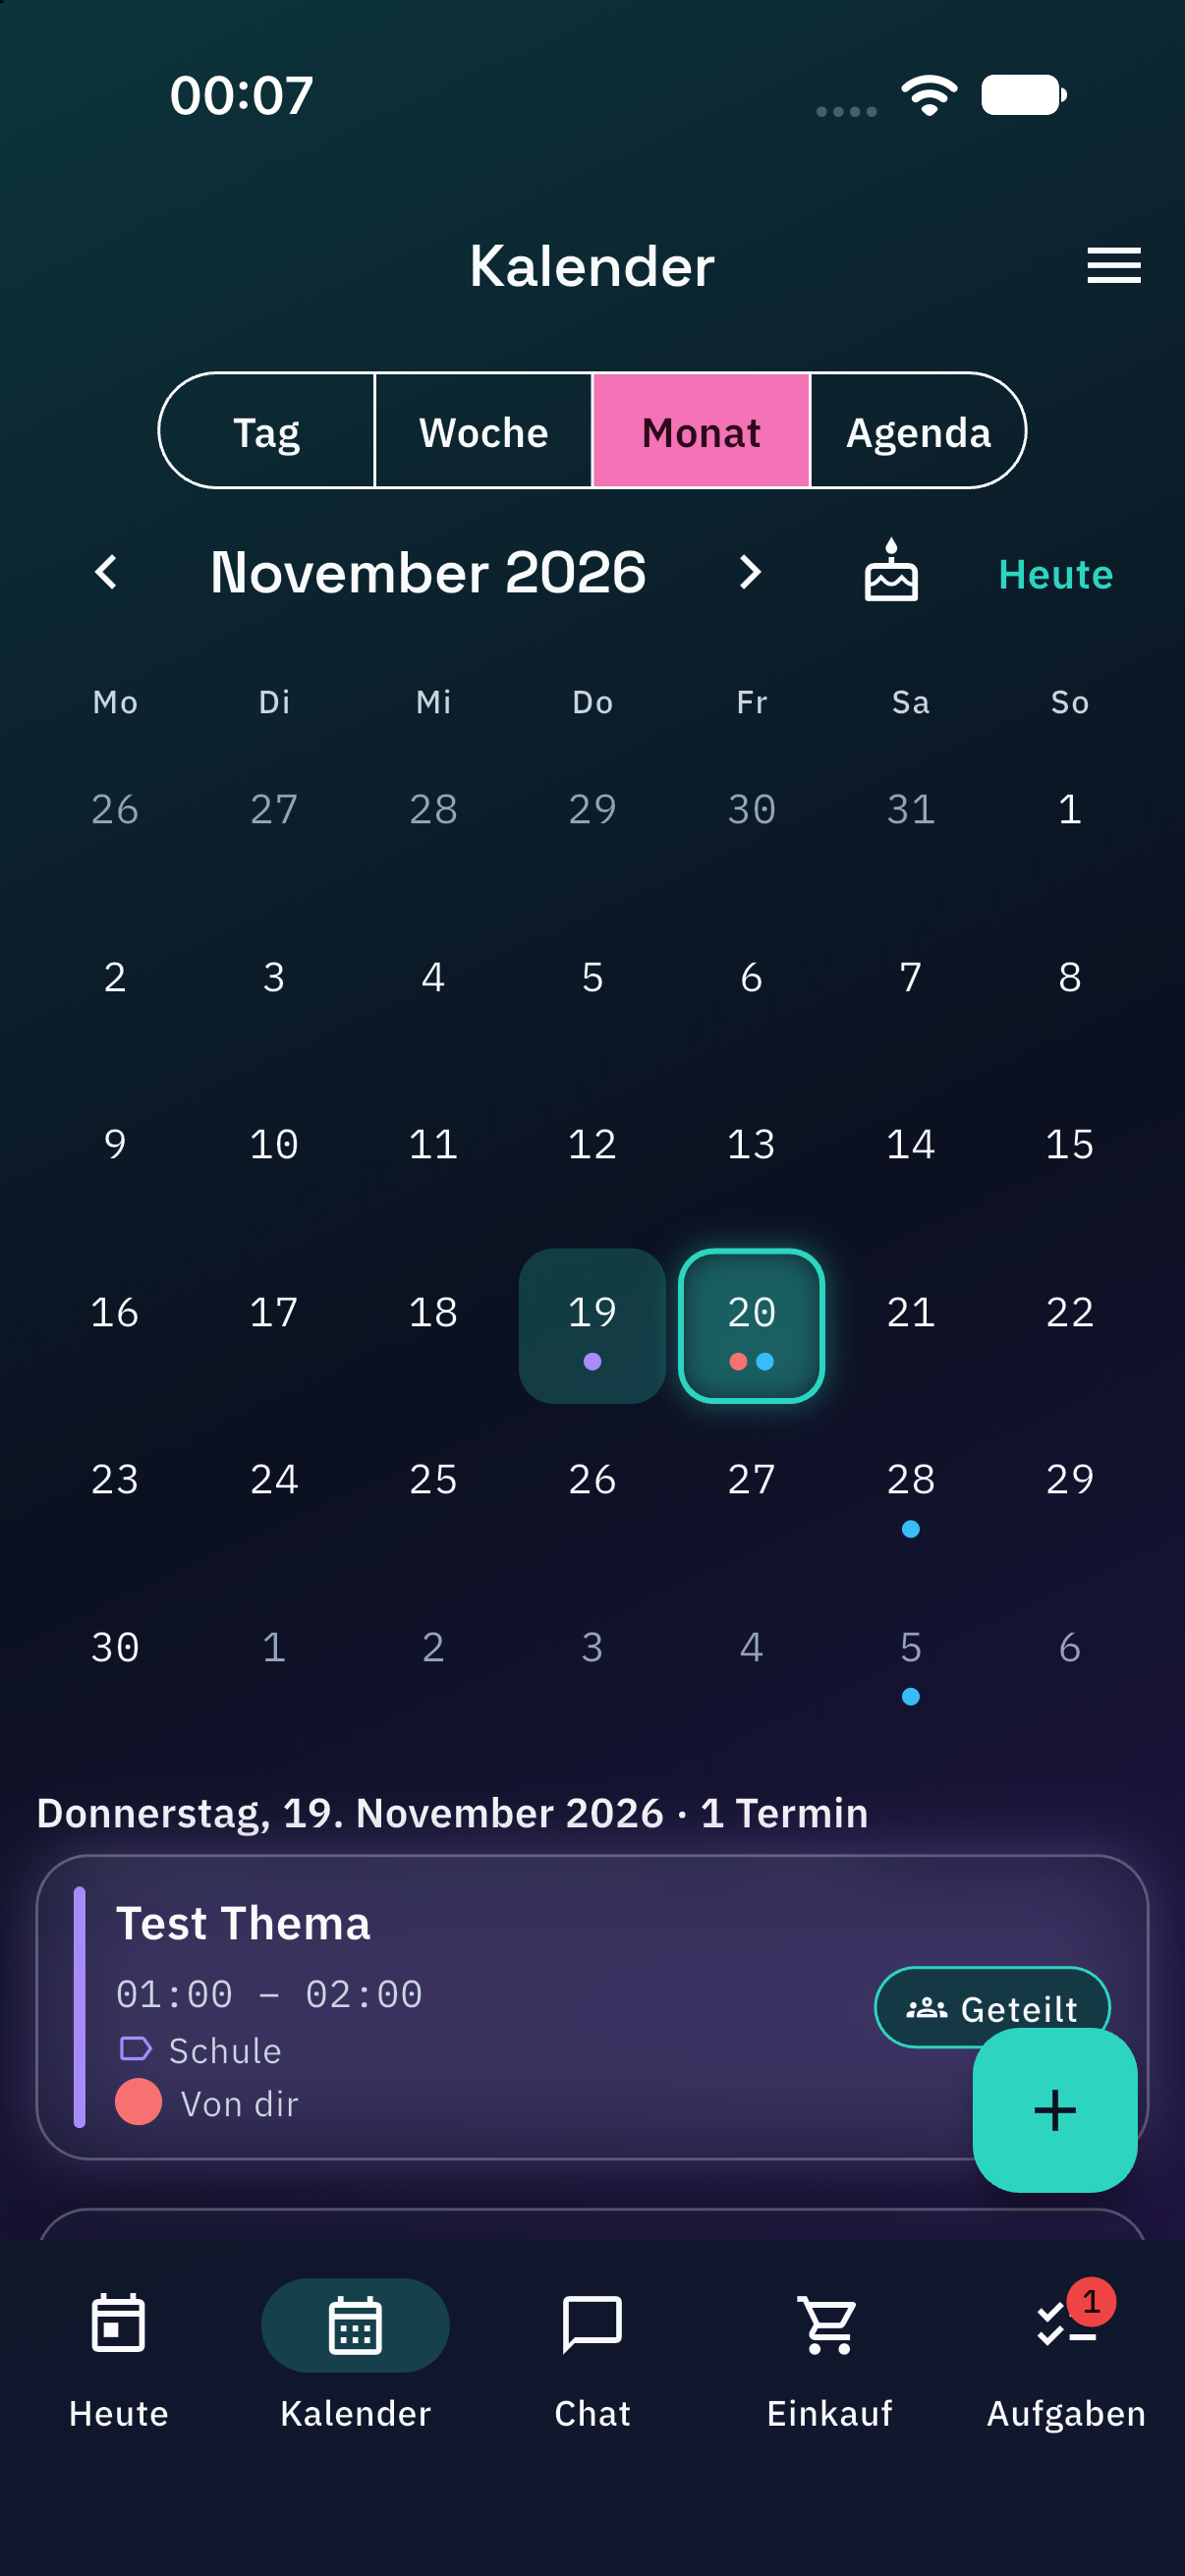 00:07
Kalender
Tag Woche Monat Agenda
November 2026 Heute
Mo Di Mi Do Fr Sa So
26 27 28 29 30 31 1
2 3 4 5 6 7 8
9 10 11 12 13 14 15
16 17 18 19 20 21 22
23 24 25 26 27 28 29
30 1 2 3 4 5 6
Donnerstag, 19. November 2026 · 1 Termin
Test Thema
01:00 – 02:00
Geteilt
Schule
Von dir
+
1
Heute Kalender Chat Einkauf Aufgaben